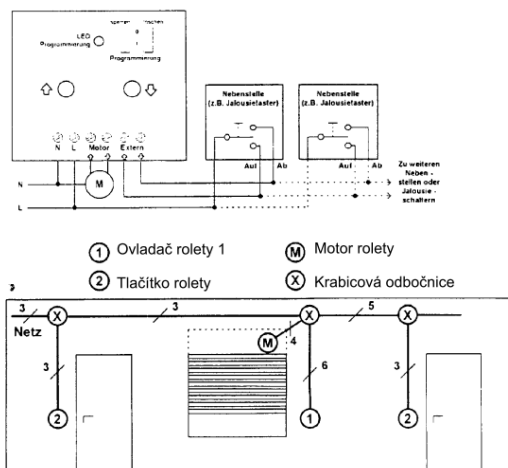 LED
Programmierung
Programmierung
N L Motor Extern
M
N
L
Nebenstelle
(z.B. Jalousietaster)
Auf Ab
Nebenstelle
(z.B. Jalousietaster)
Auf Ab
Zu weiteren
Neben -
stellen oder
Jalousie -
schaltern
1 Ovladač rolety 1
M Motor rolety
2 Tlačítko rolety
X Krabicová odbočnice
3
X
3
X
5
X
Netz
M
4
3
6
3
2
1
2